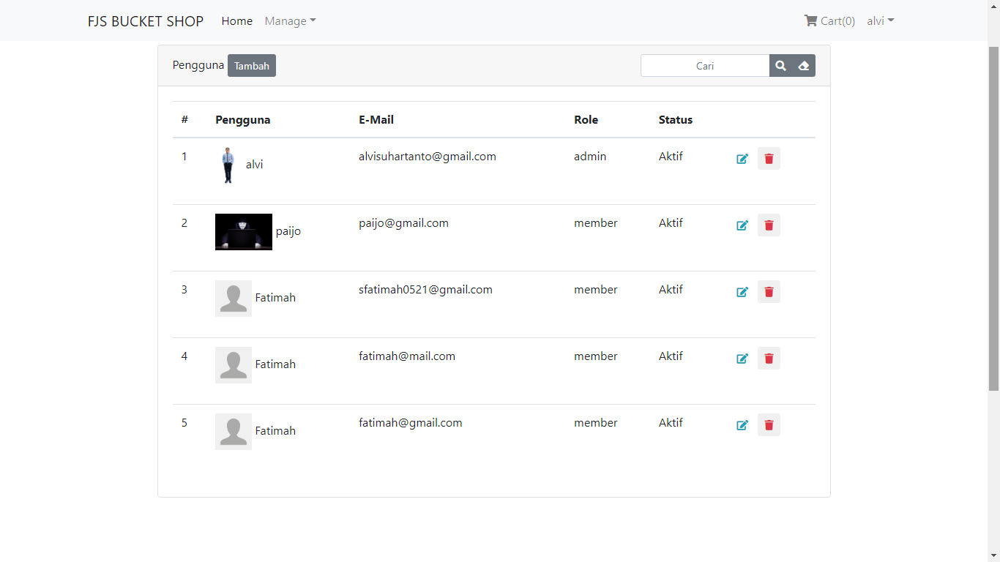 FJS BUCKET SHOP Home Manage Cart(0) alvi
Pengguna Tambah Cari
# Pengguna E-Mail Role Status
1 alvi alvisuhartanto@gmail.com admin Aktif
2 paijo paijo@gmail.com member Aktif
3 Fatimah sfatimah0521@gmail.com member Aktif
4 Fatimah fatimah@mail.com member Aktif
5 Fatimah fatimah@gmail.com member Aktif